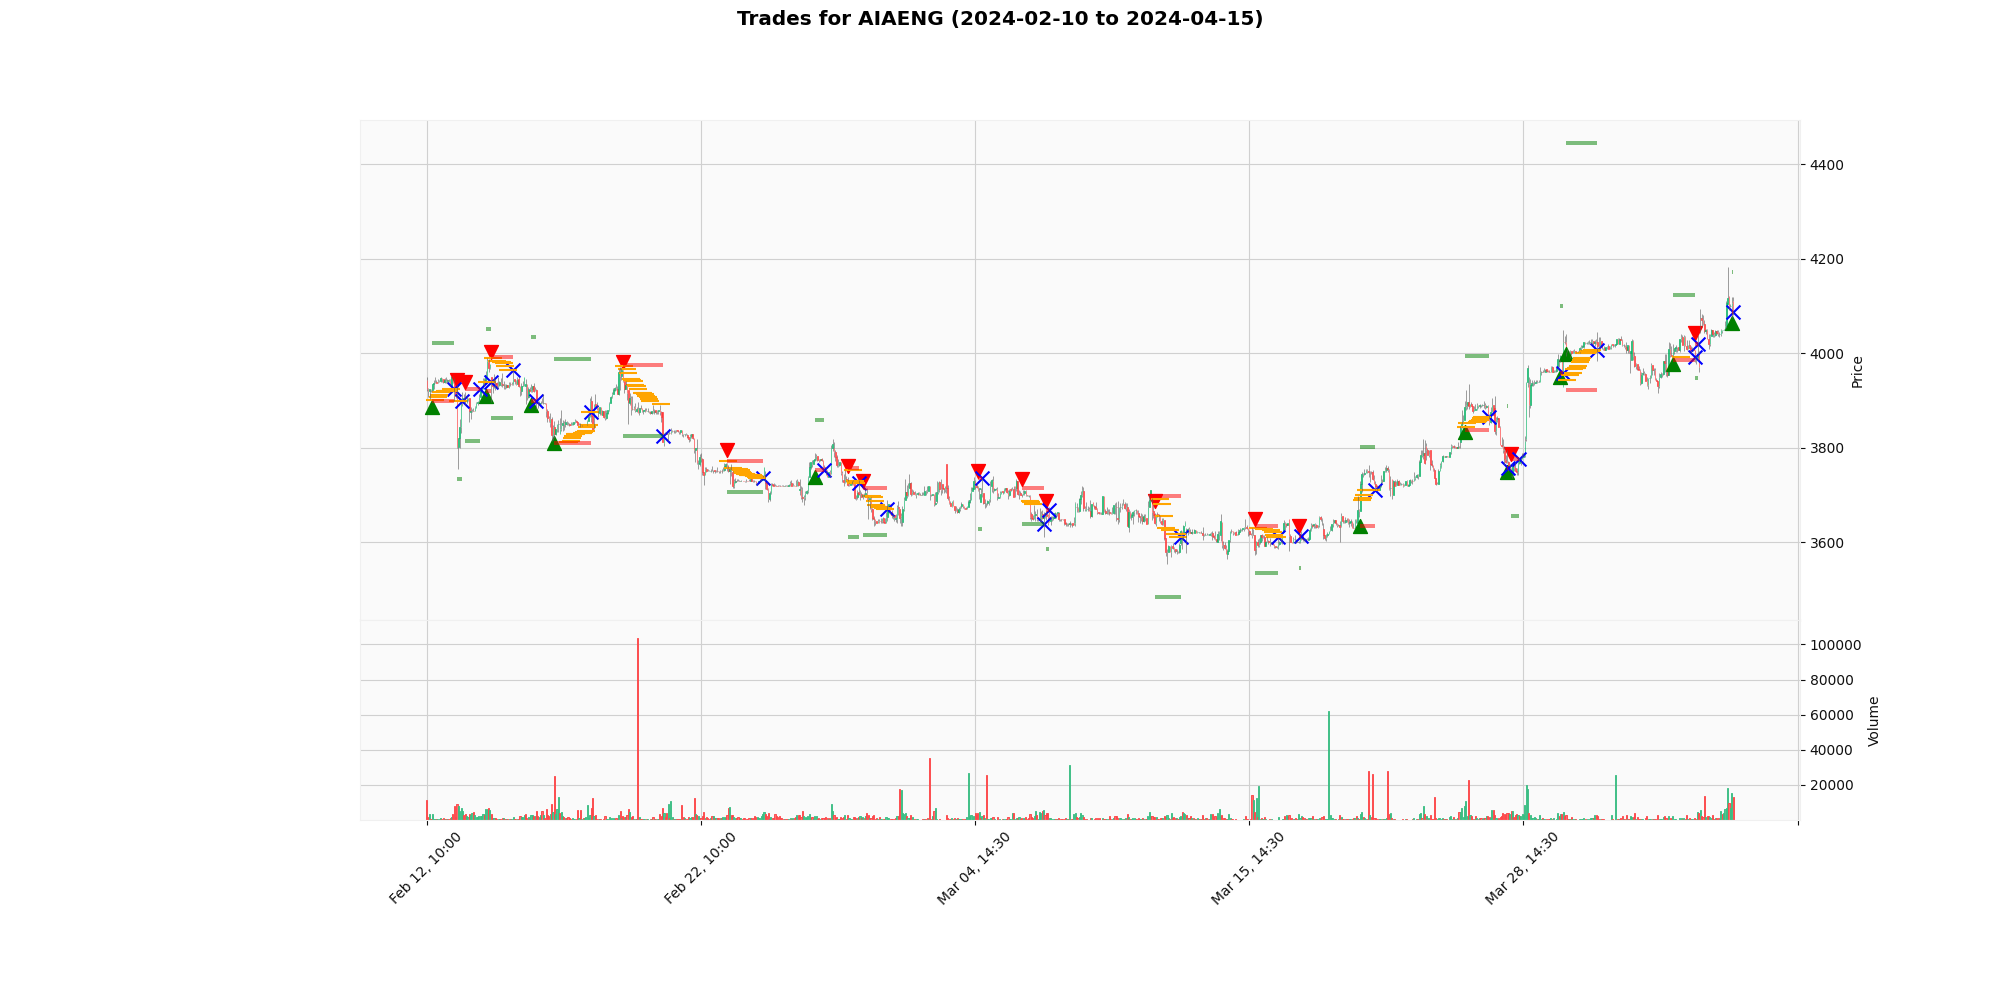 Trades for AIAENG (2024-02-10 to 2024-04-15)
4400
4200
4000
3800
3600
Price
100000
80000
60000
40000
20000
Volume
Feb 12, 10:00
Feb 22, 10:00
Mar 04, 14:30
Mar 15, 14:30
Mar 28, 14:30